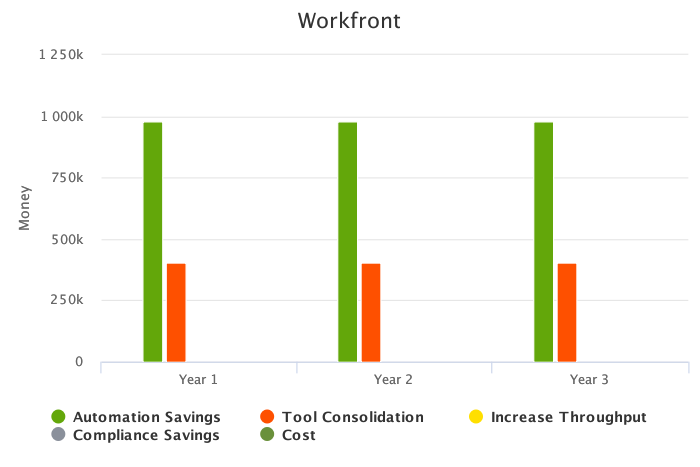 Workfront
1 250k
1 000k
750k
500k
250k
0
Money
Year 1
Year 2
Year 3
Automation Savings
Tool Consolidation
Increase Throughput
Compliance Savings
Cost